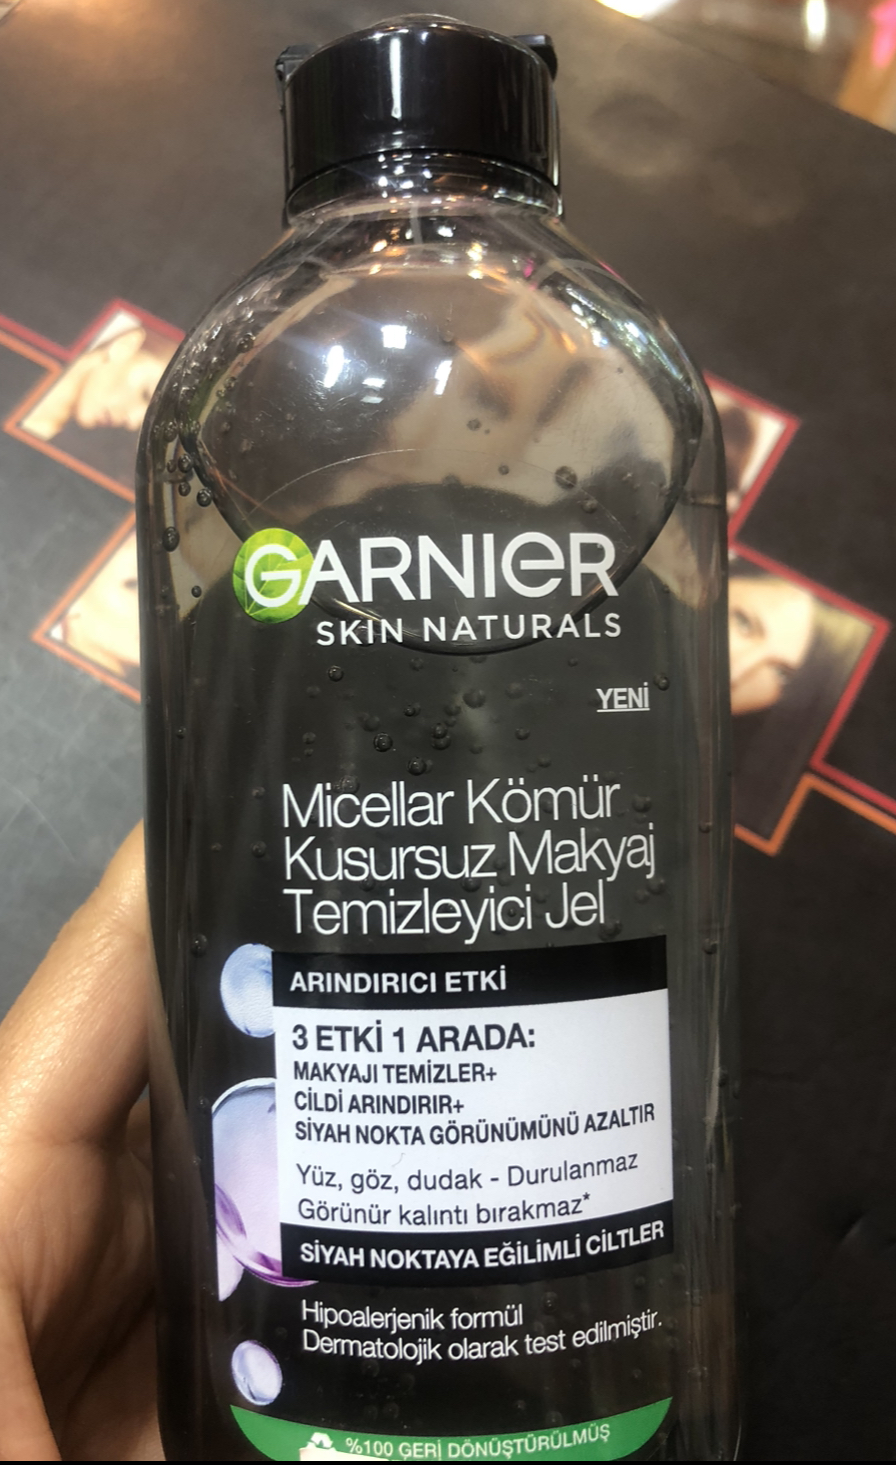 GARNIER
SKIN NATURALS
YENİ
Micellar Kömür
Kusursuz Makyaj
Temizleyici Jel
ARINDIRICI ETKİ
3 ETKİ 1 ARADA:
MAKYAJI TEMİZLER+
CİLDİ ARINDIRIR+
SİYAH NOKTA GÖRÜNÜMÜNÜ AZALTIR
Yüz, göz, dudak - Durulanmaz
Görünür kalıntı bırakmaz*
SİYAH NOKTAYA EĞİLİMLİ CİLTLER
Hipoalerjenik formül
Dermatolojik olarak test edilmiştir.
%100 GERİ DÖNÜŞTÜRÜLMÜŞ